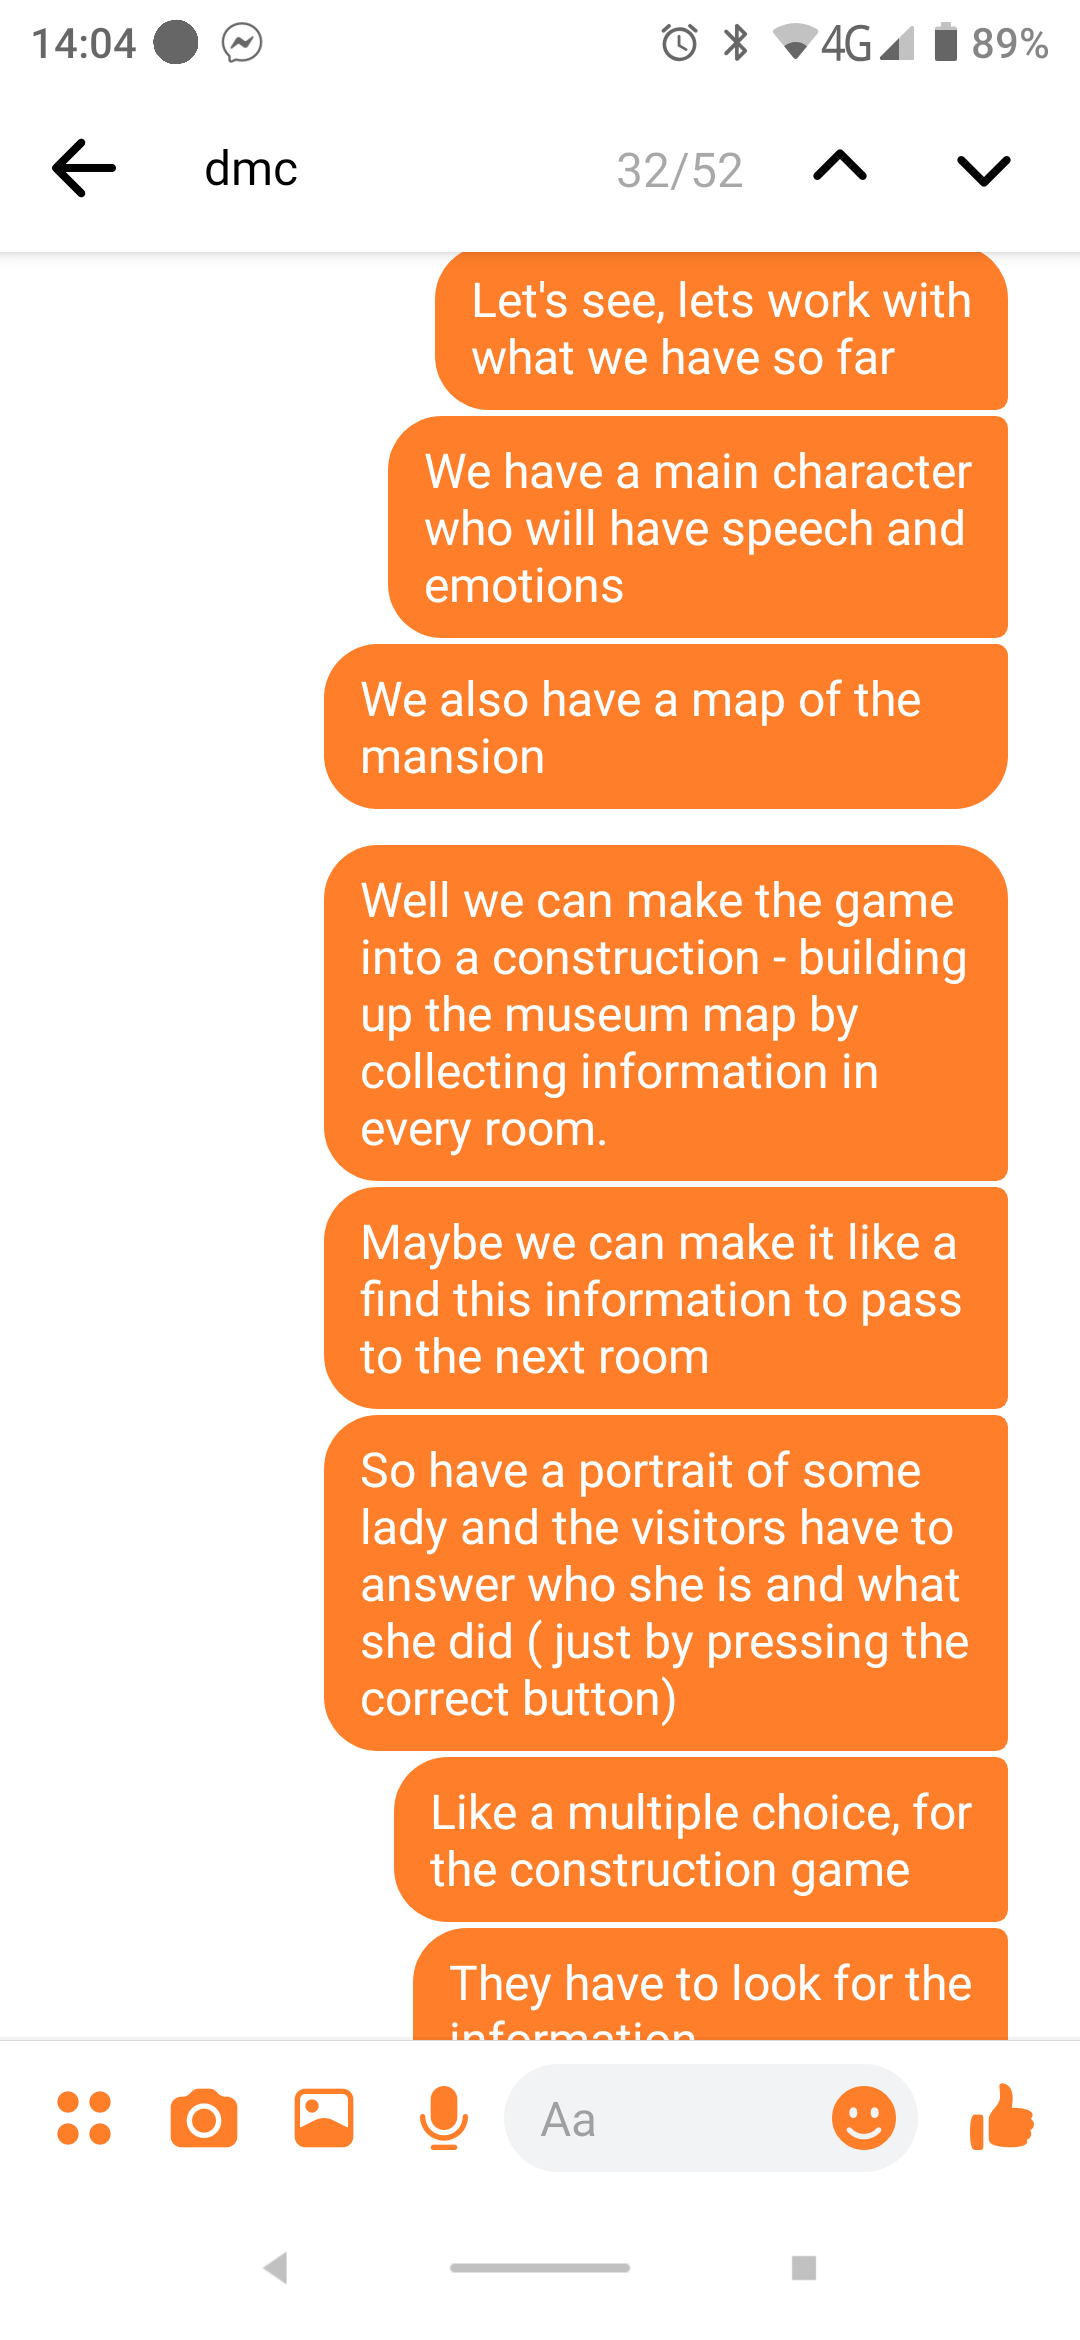 14:04 4G 89%
dmc 32/52
Let's see, lets work with
what we have so far
We have a main character
who will have speech and
emotions
We also have a map of the
mansion
Well we can make the game
into a construction - building
up the museum map by
collecting information in
every room.
Maybe we can make it like a
find this information to pass
to the next room
So have a portrait of some
lady and the visitors have to
answer who she is and what
she did ( just by pressing the
correct button)
Like a multiple choice, for
the construction game
They have to look for the
information
Aa